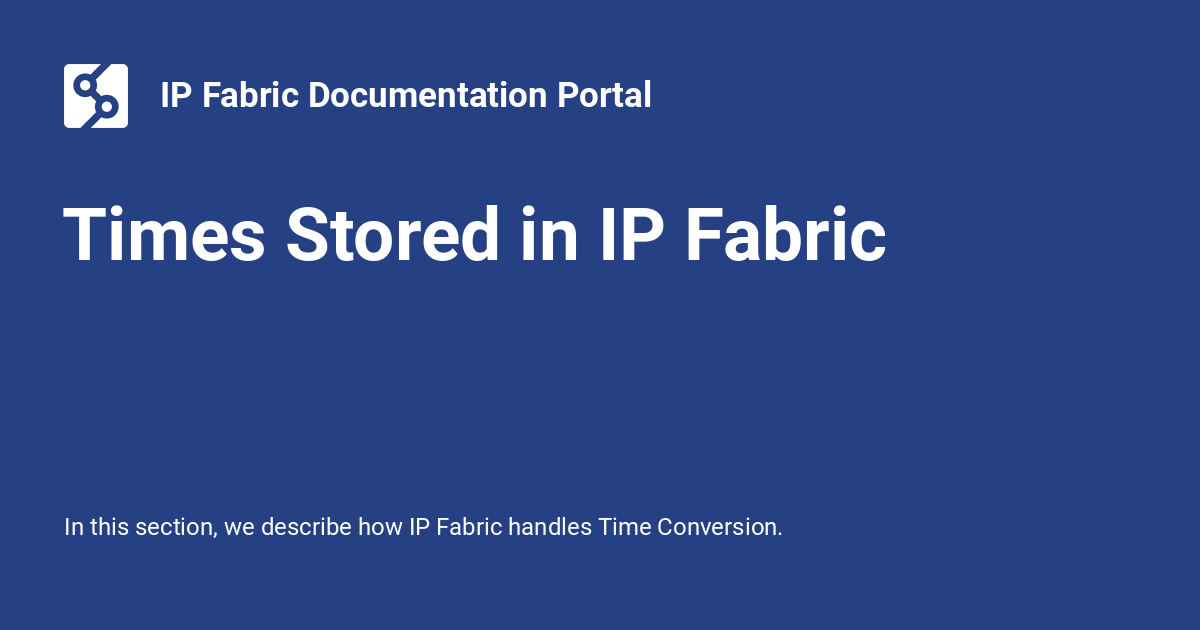 IP Fabric Documentation Portal
Times Stored in IP Fabric
In this section, we describe how IP Fabric handles Time Conversion.